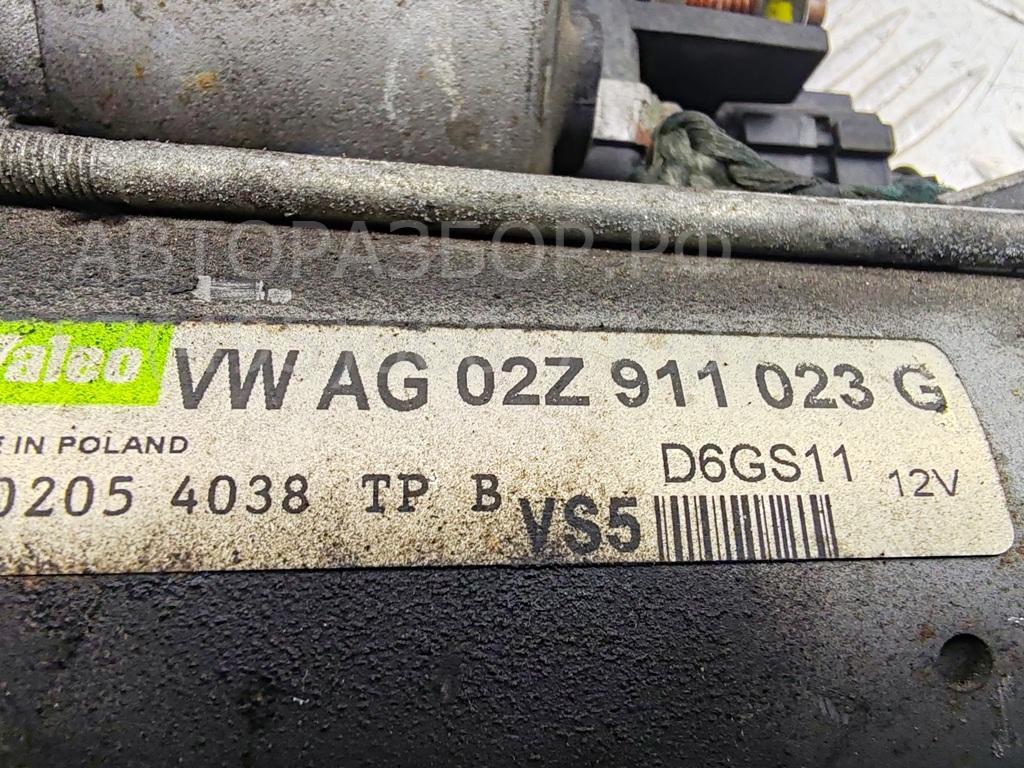 АВТОРАЗБОР.РФ
Valeo VW AG 02Z 911 023 G
IN POLAND
D6GS11 12V
0205 4038 TP B VS5